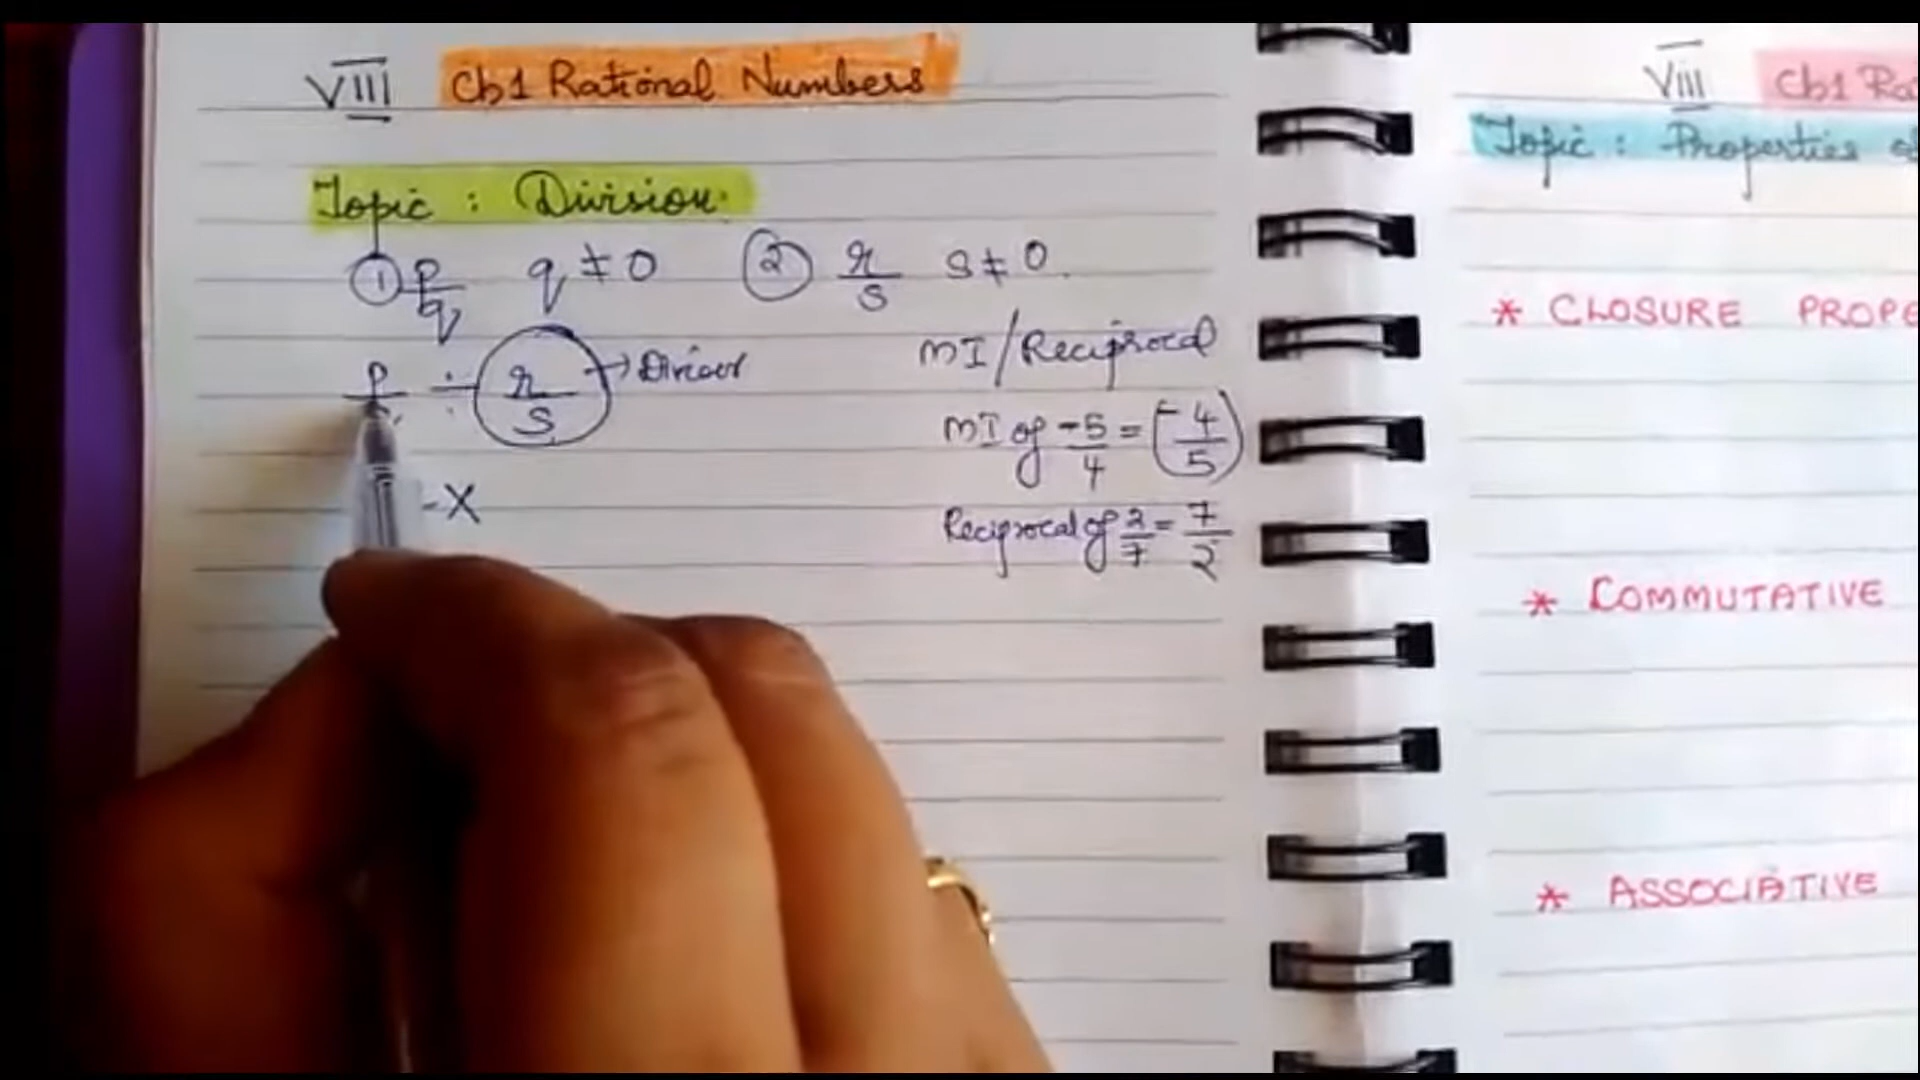 VIII Ch1 Rational Numbers
Topic : Division
① p/q q ≠ 0 ② r/s s ≠ 0
p/ ÷ r/s → Divisor
- X
MI/Reciprocal
MI of -5/4 = (-4/5)
Reciprocal of 2/7 = 7/2
VIII Ch1 Ra
Topic : Properties o
* CLOSURE PROPE
* COMMUTATIVE
* ASSOCIATIVE